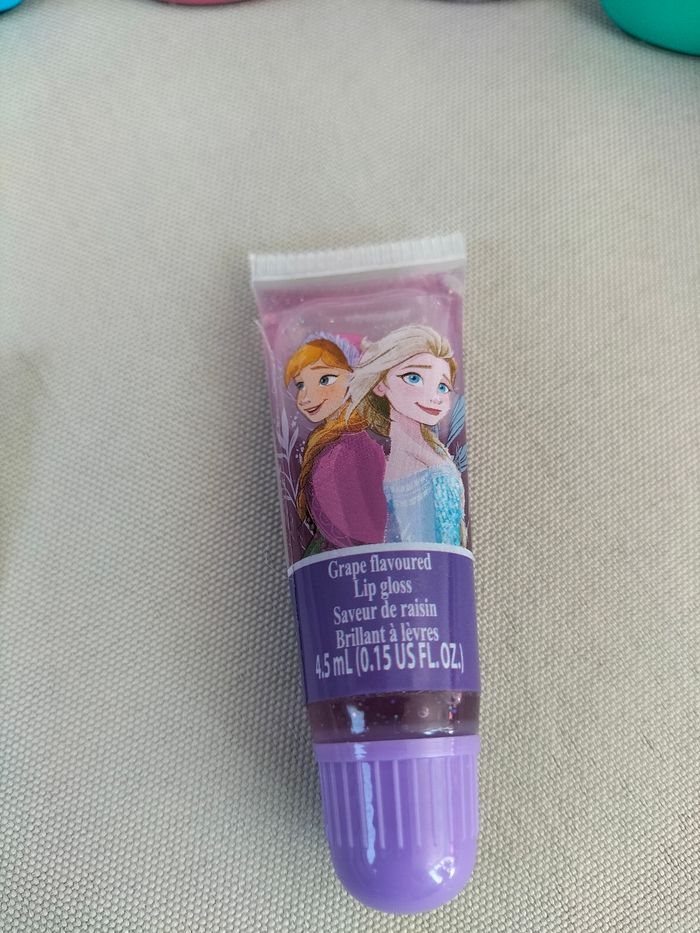 Grape flavoured
Lip gloss
Saveur de raisin
Brillant à lèvres
4.5 mL (0.15 US FL. OZ.)